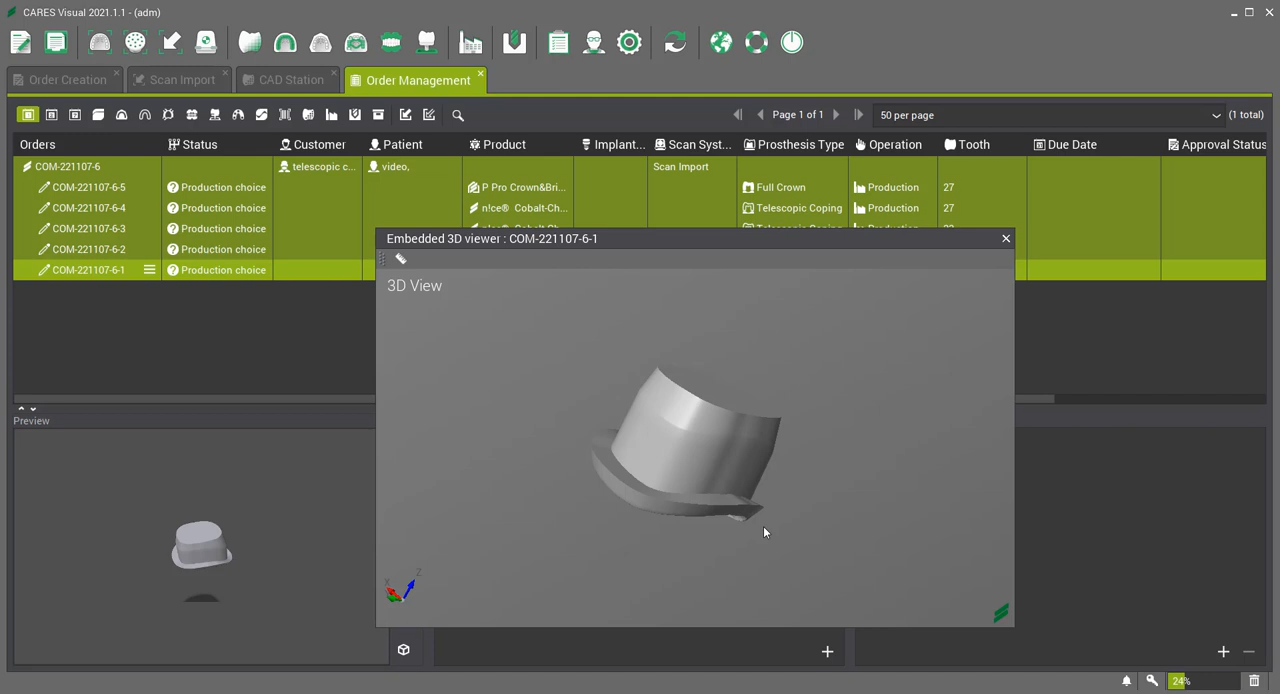 CARES Visual 2021.1.1 - (adm)
Order Creation
Scan Import
CAD Station
Order Management
Page 1 of 1
50 per page
(1 total)
Orders
Status
Customer
Patient
Product
Implant...
Scan Syst...
Prosthesis Type
Operation
Tooth
Due Date
Approval Status
COM-221107-6
telescopic c...
video,
Scan Import
COM-221107-6-5
Production choice
P Pro Crown&Bri...
Full Crown
Production
27
COM-221107-6-4
Production choice
n!ce® Cobalt-Ch...
Telescopic Coping
Production
27
COM-221107-6-3
Production choice
COM-221107-6-2
Production choice
COM-221107-6-1
Production choice
Embedded 3D viewer : COM-221107-6-1
3D View
X
Z
Preview
24%